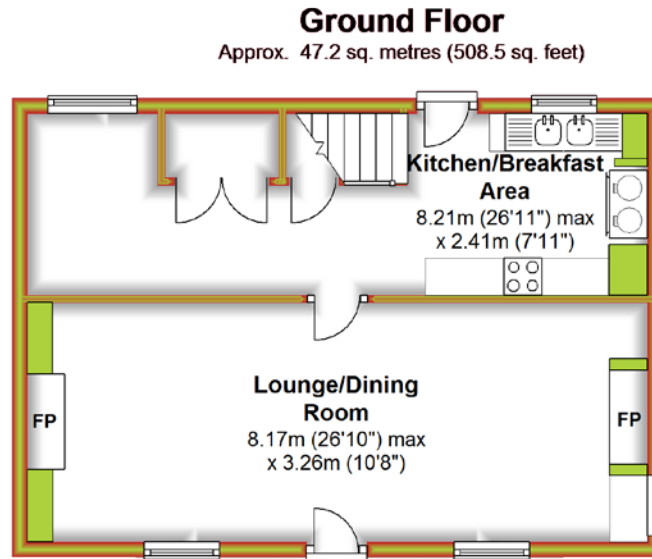 Ground Floor
Approx. 47.2 sq. metres (508.5 sq. feet)
Kitchen/Breakfast
Area
8.21m (26'11") max
x 2.41m (7'11")
Lounge/Dining
Room
8.17m (26'10") max
x 3.26m (10'8")
FP
FP